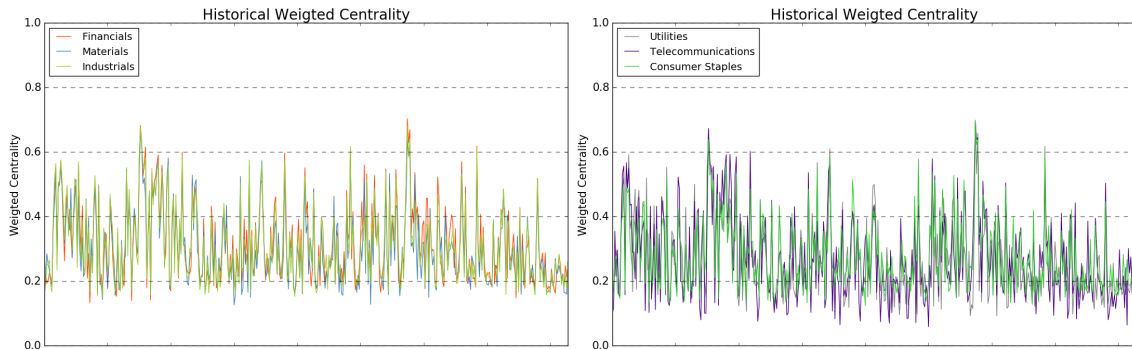 Historical Weigted Centrality
1.0
0.8
0.6
0.4
0.2
0.0
Weighted Centrality
Financials
Materials
Industrials
Historical Weigted Centrality
1.0
0.8
0.6
0.4
0.2
0.0
Weighted Centrality
Utilities
Telecommunications
Consumer Staples